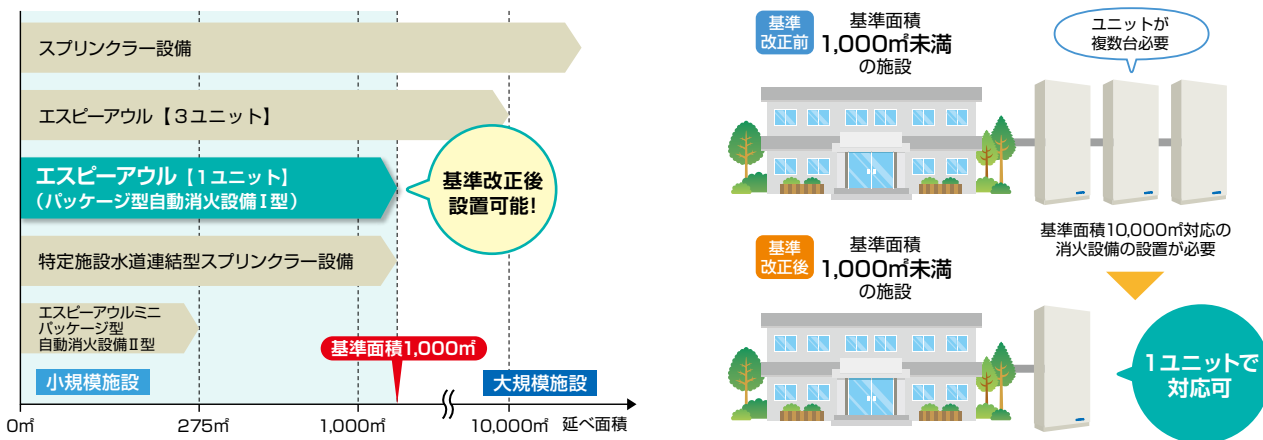 スプリンクラー設備
エスピーアウル【3ユニット】
エスピーアウル【1ユニット】
(パッケージ型自動消火設備Ⅰ型)
基準改正後
設置可能!
特定施設水道連結型スプリンクラー設備
エスピーアウルミニ
パッケージ型
自動消火設備Ⅱ型
基準面積1,000㎡
小規模施設
大規模施設
0㎡
275㎡
1,000㎡
10,000㎡
延べ面積
基準
改正前
基準面積
1,000㎡未満
の施設
ユニットが
複数台必要
基準面積10,000㎡対応の
消火設備の設置が必要
基準
改正後
基準面積
1,000㎡未満
の施設
1ユニットで
対応可